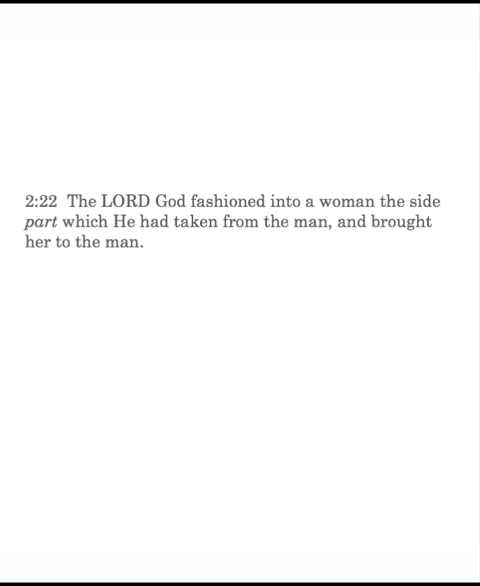 2:22 The LORD God fashioned into a woman the side
part which He had taken from the man, and brought
her to the man.